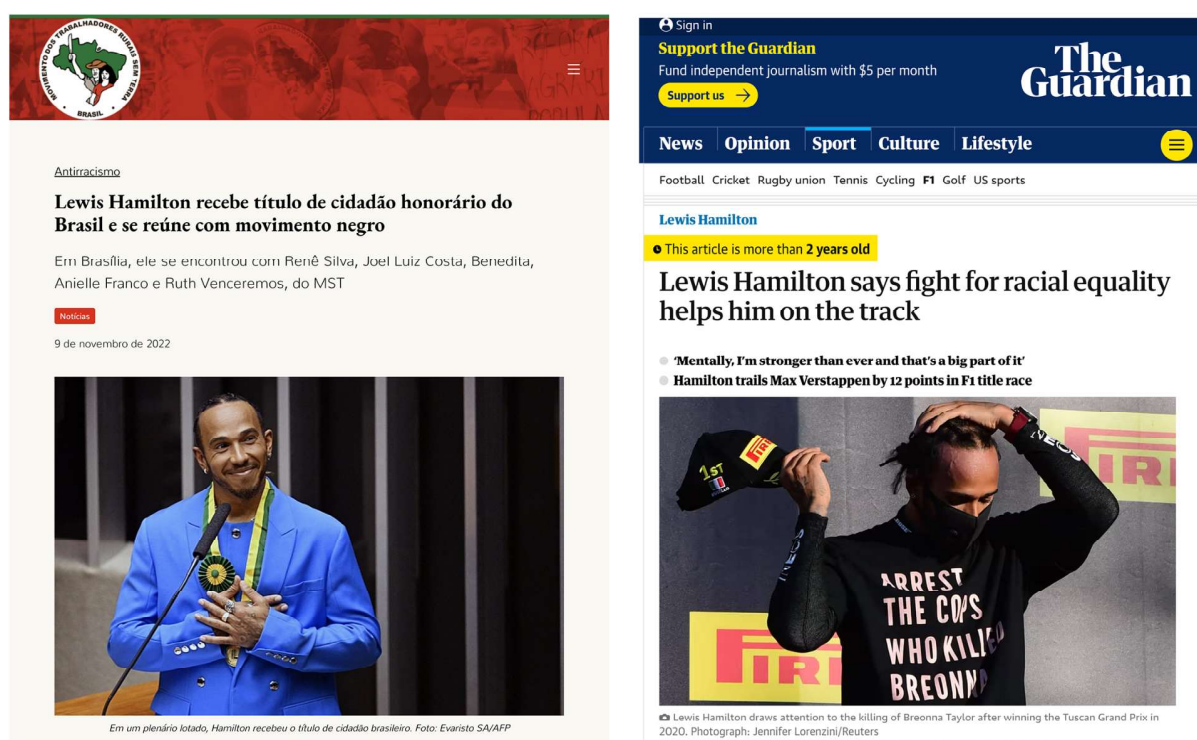 MOVIMENTO DOS TRABALHADORES RURAIS SEM TERRA
BRASIL
Antirracismo
Lewis Hamilton recebe título de cidadão honorário do
Brasil e se reúne com movimento negro
Em Brasília, ele se encontrou com Renê Silva, Joel Luiz Costa, Benedita,
Anielle Franco e Ruth Venceremos, do MST
Notícias
9 de novembro de 2022
Em um plenário lotado, Hamilton recebeu o título de cidadão brasileiro. Foto: Evaristo SA/AFP
Sign in
Support the Guardian
Fund independent journalism with $5 per month
Support us
The
Guardian
News Opinion Sport Culture Lifestyle
Football Cricket Rugby union Tennis Cycling F1 Golf US sports
Lewis Hamilton
This article is more than 2 years old
Lewis Hamilton says fight for racial equality
helps him on the track
‘Mentally, I’m stronger than ever and that’s a big part of it’
Hamilton trails Max Verstappen by 12 points in F1 title race
1ST
ARREST
THE COPS
WHO KILLED
BREONN
Lewis Hamilton draws attention to the killing of Breonna Taylor after winning the Tuscan Grand Prix in
2020. Photograph: Jennifer Lorenzini/Reuters